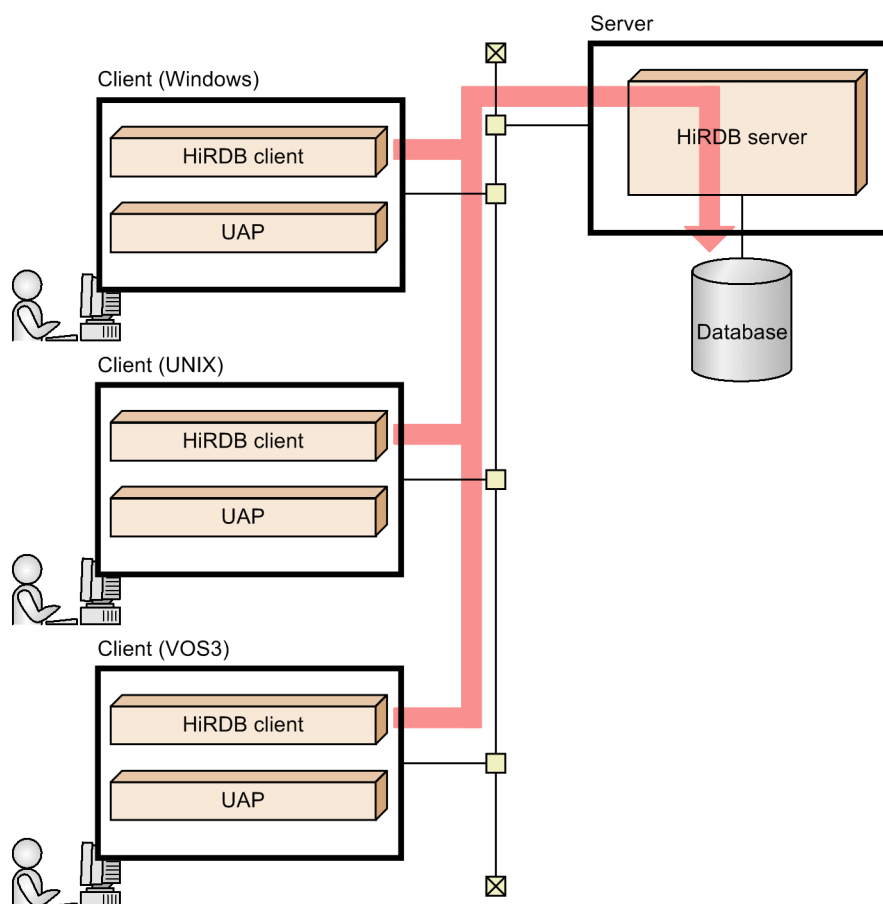 Server
Client (Windows)
HiRDB client
HiRDB server
UAP
Database
Client (UNIX)
HiRDB client
UAP
Client (VOS3)
HiRDB client
UAP